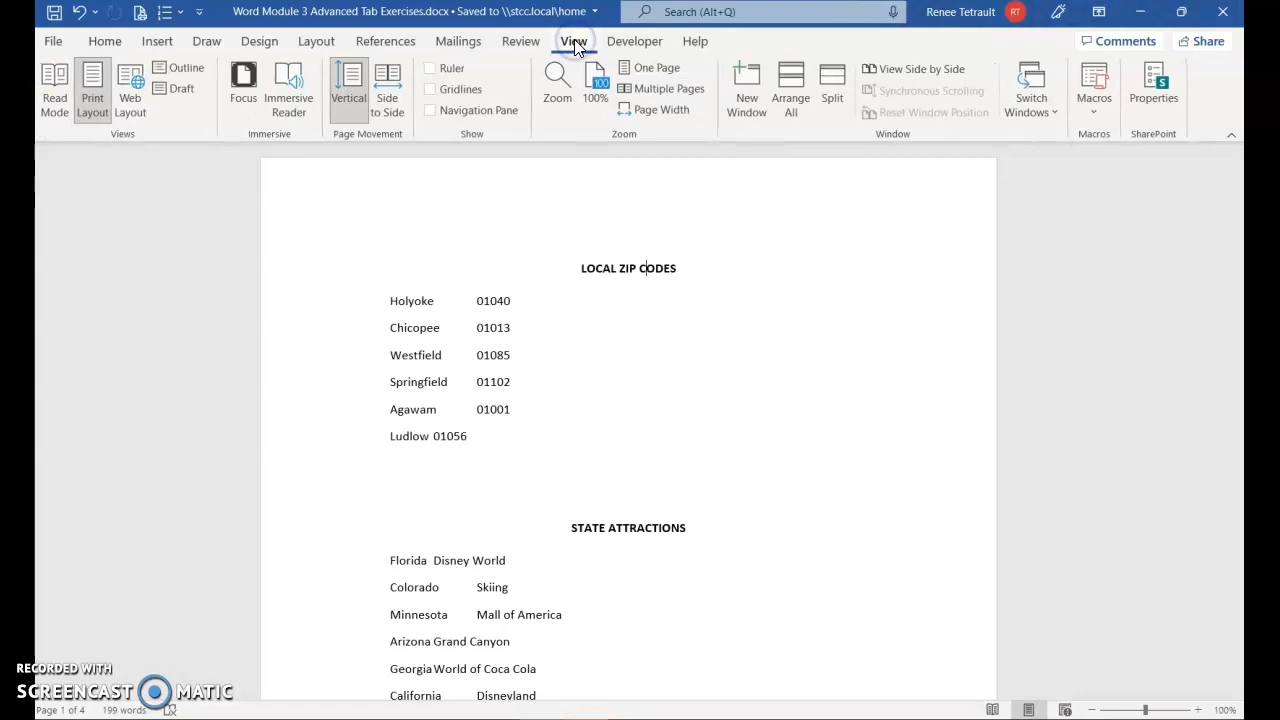 Word Module 3 Advanced Tab Exercises.docx • Saved to \\stcc.local\home
Search (Alt+Q)
Renee Tetrault RT
File Home Insert Draw Design Layout References Mailings Review View Developer Help
Comments Share
Read Mode
Print Layout
Web Layout
Outline
Draft
Views
Focus
Immersive Reader
Immersive
Vertical
Side to Side
Page Movement
Ruler
Gridlines
Navigation Pane
Show
Zoom
100
100%
One Page
Multiple Pages
Page Width
Zoom
New Window
Arrange All
Split
View Side by Side
Synchronous Scrolling
Reset Window Position
Switch Windows
Window
Macros
Macros
Properties
SharePoint
LOCAL ZIP CODES
Holyoke 01040
Chicopee 01013
Westfield 01085
Springfield 01102
Agawam 01001
Ludlow 01056
STATE ATTRACTIONS
Florida Disney World
Colorado Skiing
Minnesota Mall of America
Arizona Grand Canyon
Georgia World of Coca Cola
California Disneyland
RECORDED WITH
SCREENCAST MATIC
Page 1 of 4 199 words
100%